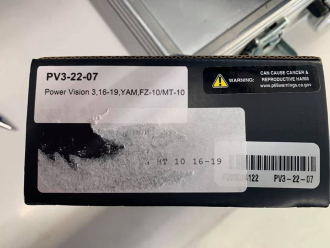 PV3-22-07
Power Vision 3,16-19,YAM,FZ-10/MT-10
WARNING:
CAN CAUSE CANCER &
REPRODUCTIVE HARM
www.p65warnings.ca.gov
MT 10 16-19
PV3-22-07